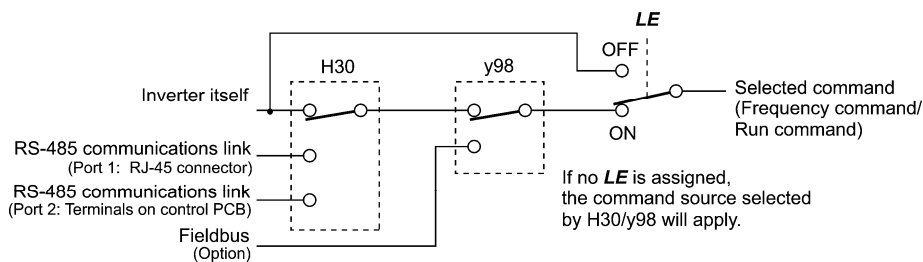 LE
OFF
H30
y98
Inverter itself
Selected command
(Frequency command/
Run command)
ON
RS-485 communications link
(Port 1: RJ-45 connector)
RS-485 communications link
(Port 2: Terminals on control PCB)
Fieldbus
(Option)
If no LE is assigned,
the command source selected
by H30/y98 will apply.